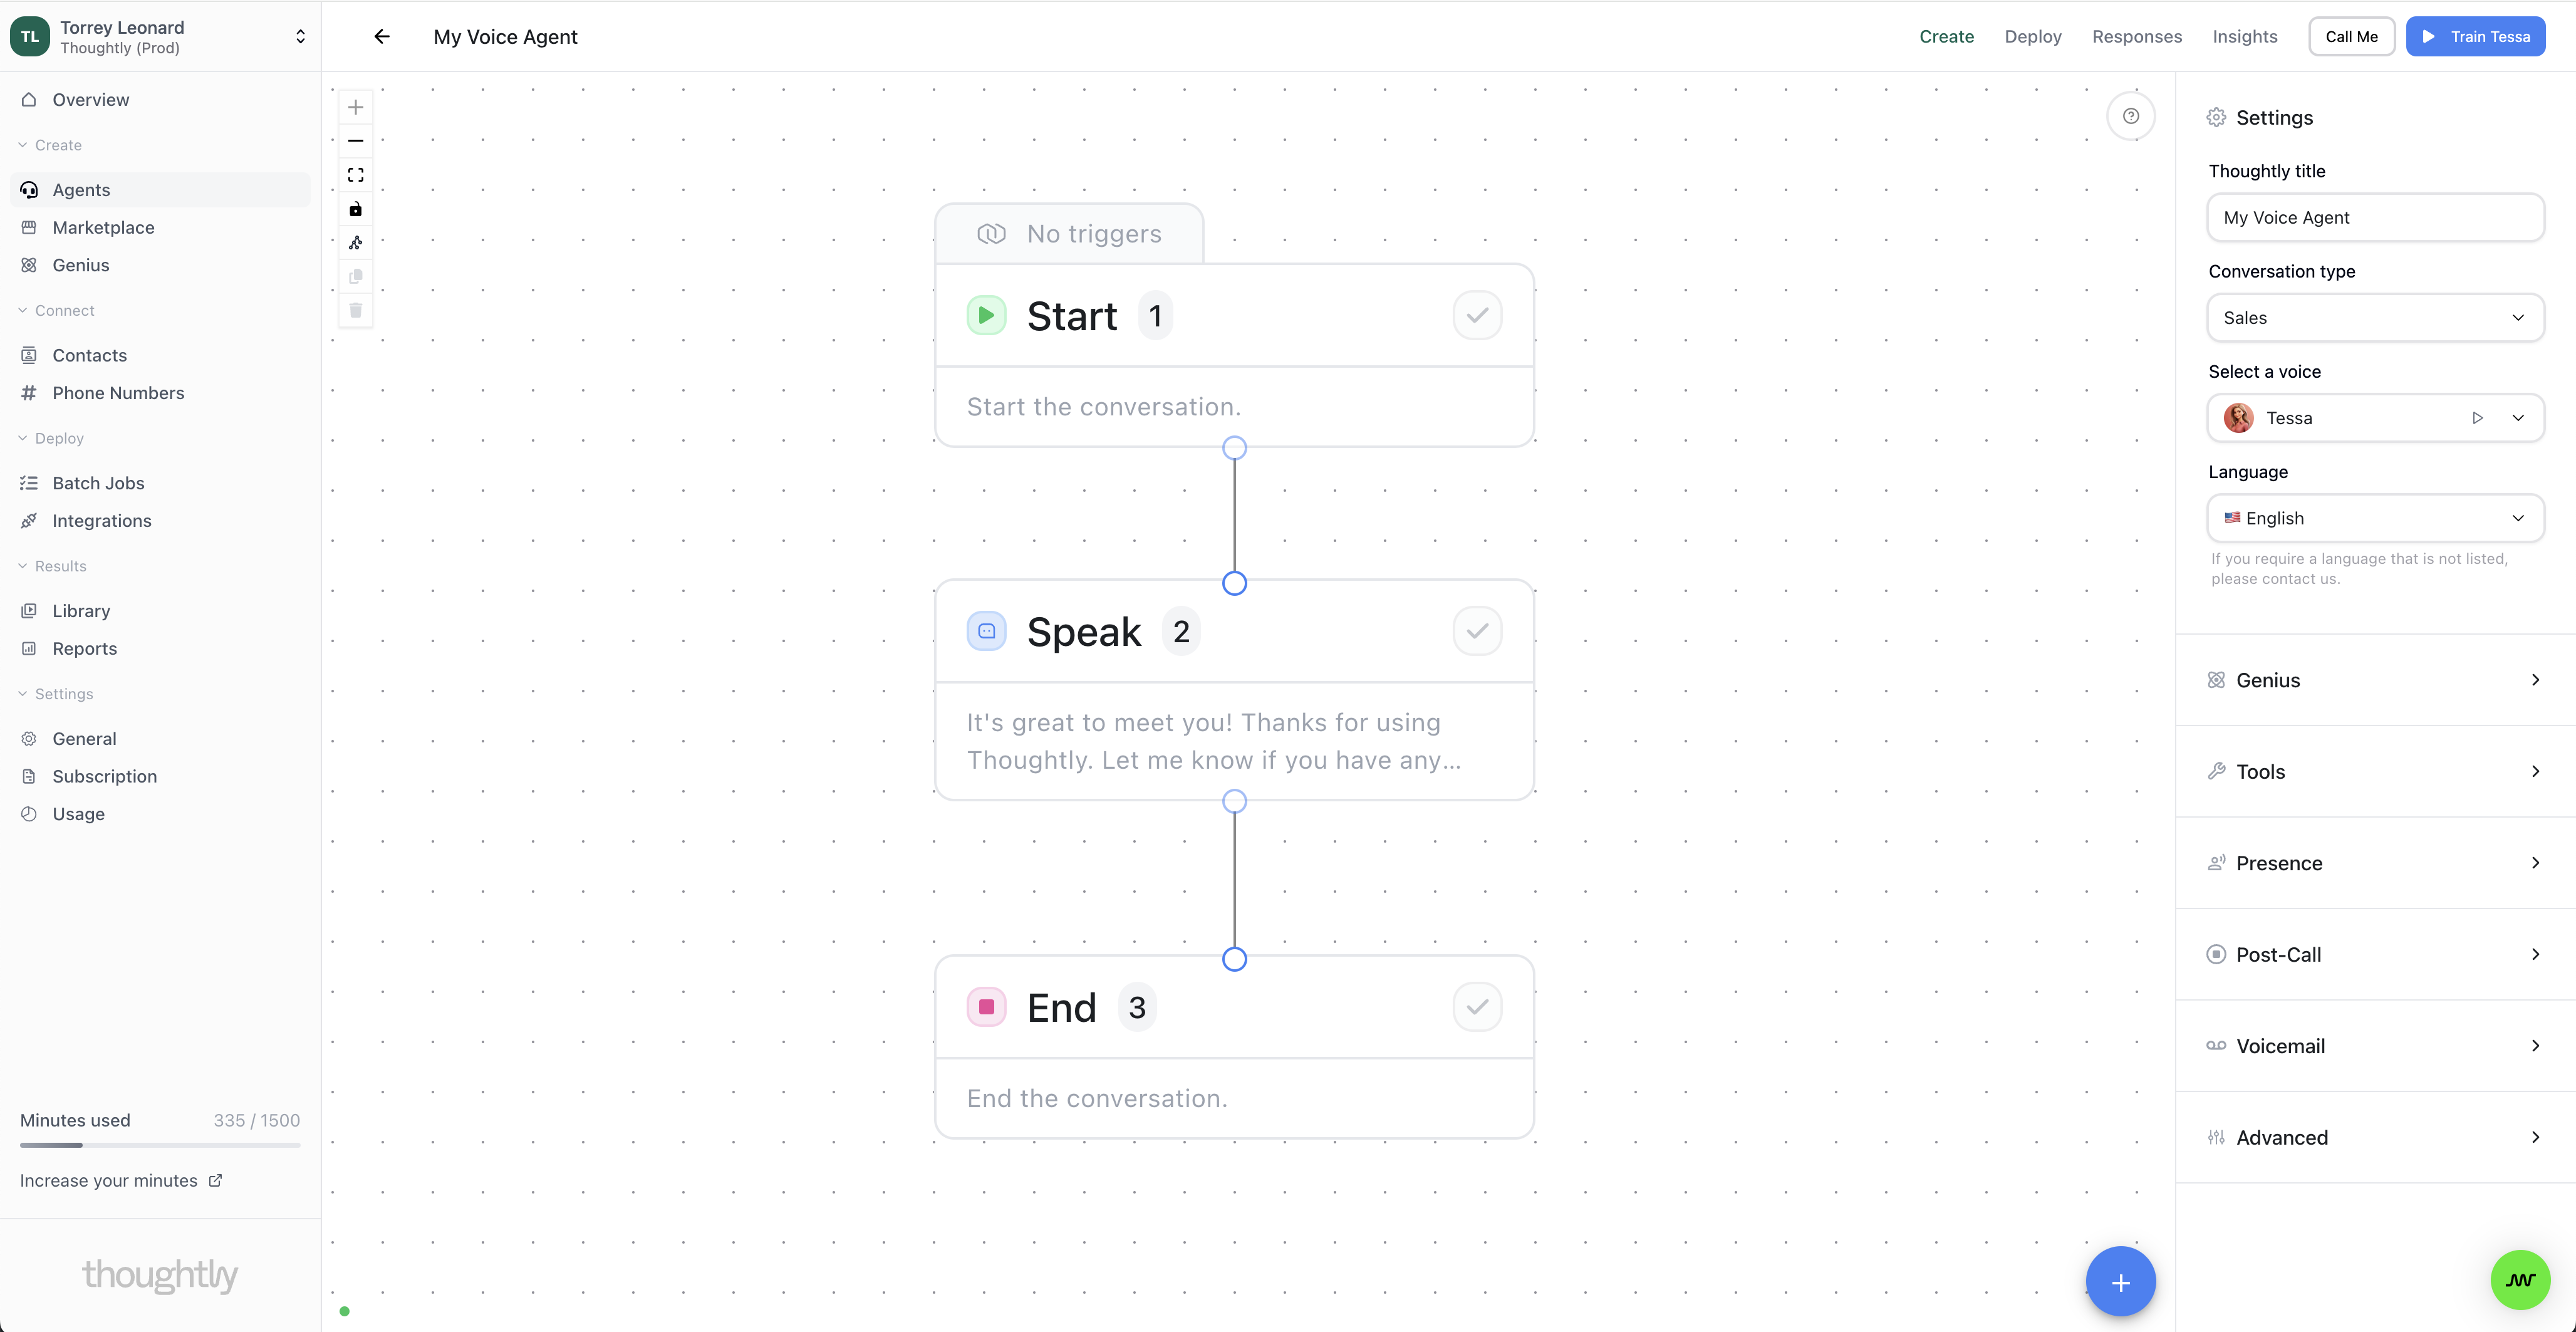 TL
Torrey Leonard
Thoughtly (Prod)
Overview
Create
Agents
Marketplace
Genius
Connect
Contacts
Phone Numbers
Deploy
Batch Jobs
Integrations
Results
Library
Reports
Settings
General
Subscription
Usage
Minutes used 335 / 1500
Increase your minutes
thoughtly
My Voice Agent
Create Deploy Responses Insights Call Me Train Tessa
No triggers
Start 1
Start the conversation.
Speak 2
It's great to meet you! Thanks for using
Thoughtly. Let me know if you have any...
End 3
End the conversation.
Settings
Thoughtly title
My Voice Agent
Conversation type
Sales
Select a voice
Tessa
Language
English
If you require a language that is not listed,
please contact us.
Genius
Tools
Presence
Post-Call
Voicemail
Advanced